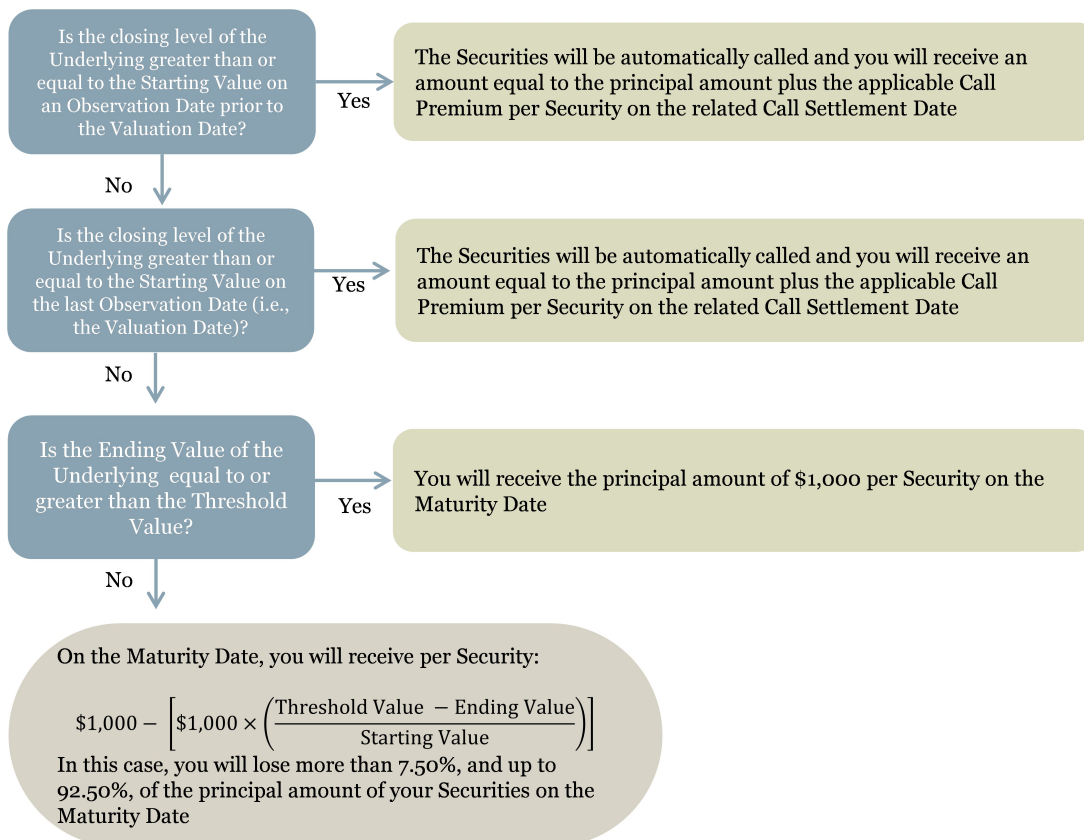 Is the closing level of the
Underlying greater than or
equal to the Starting Value on
an Observation Date prior to
the Valuation Date?
Yes
The Securities will be automatically called and you will receive an
amount equal to the principal amount plus the applicable Call
Premium per Security on the related Call Settlement Date
No
Is the closing level of the
Underlying greater than or
equal to the Starting Value on
the last Observation Date (i.e.,
the Valuation Date)?
Yes
The Securities will be automatically called and you will receive an
amount equal to the principal amount plus the applicable Call
Premium per Security on the related Call Settlement Date
No
Is the Ending Value of the
Underlying equal to or
greater than the Threshold
Value?
Yes
You will receive the principal amount of $1,000 per Security on the
Maturity Date
No
On the Maturity Date, you will receive per Security:
$1,000 − [$1,000 × (Threshold Value − Ending Value / Starting Value)]
In this case, you will lose more than 7.50%, and up to
92.50%, of the principal amount of your Securities on the
Maturity Date